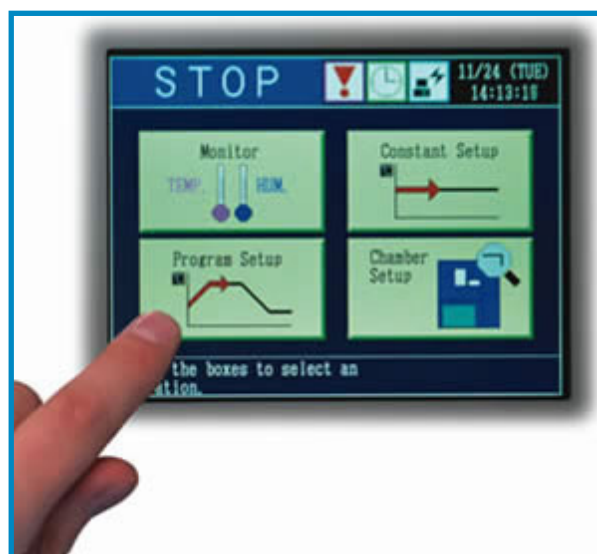 STOP
11/24 (TUE)
14:13:16
Monitor
TEMP. HUM.
Constant Setup
Program Setup
Chamber
Setup
the boxes to select an
ation.